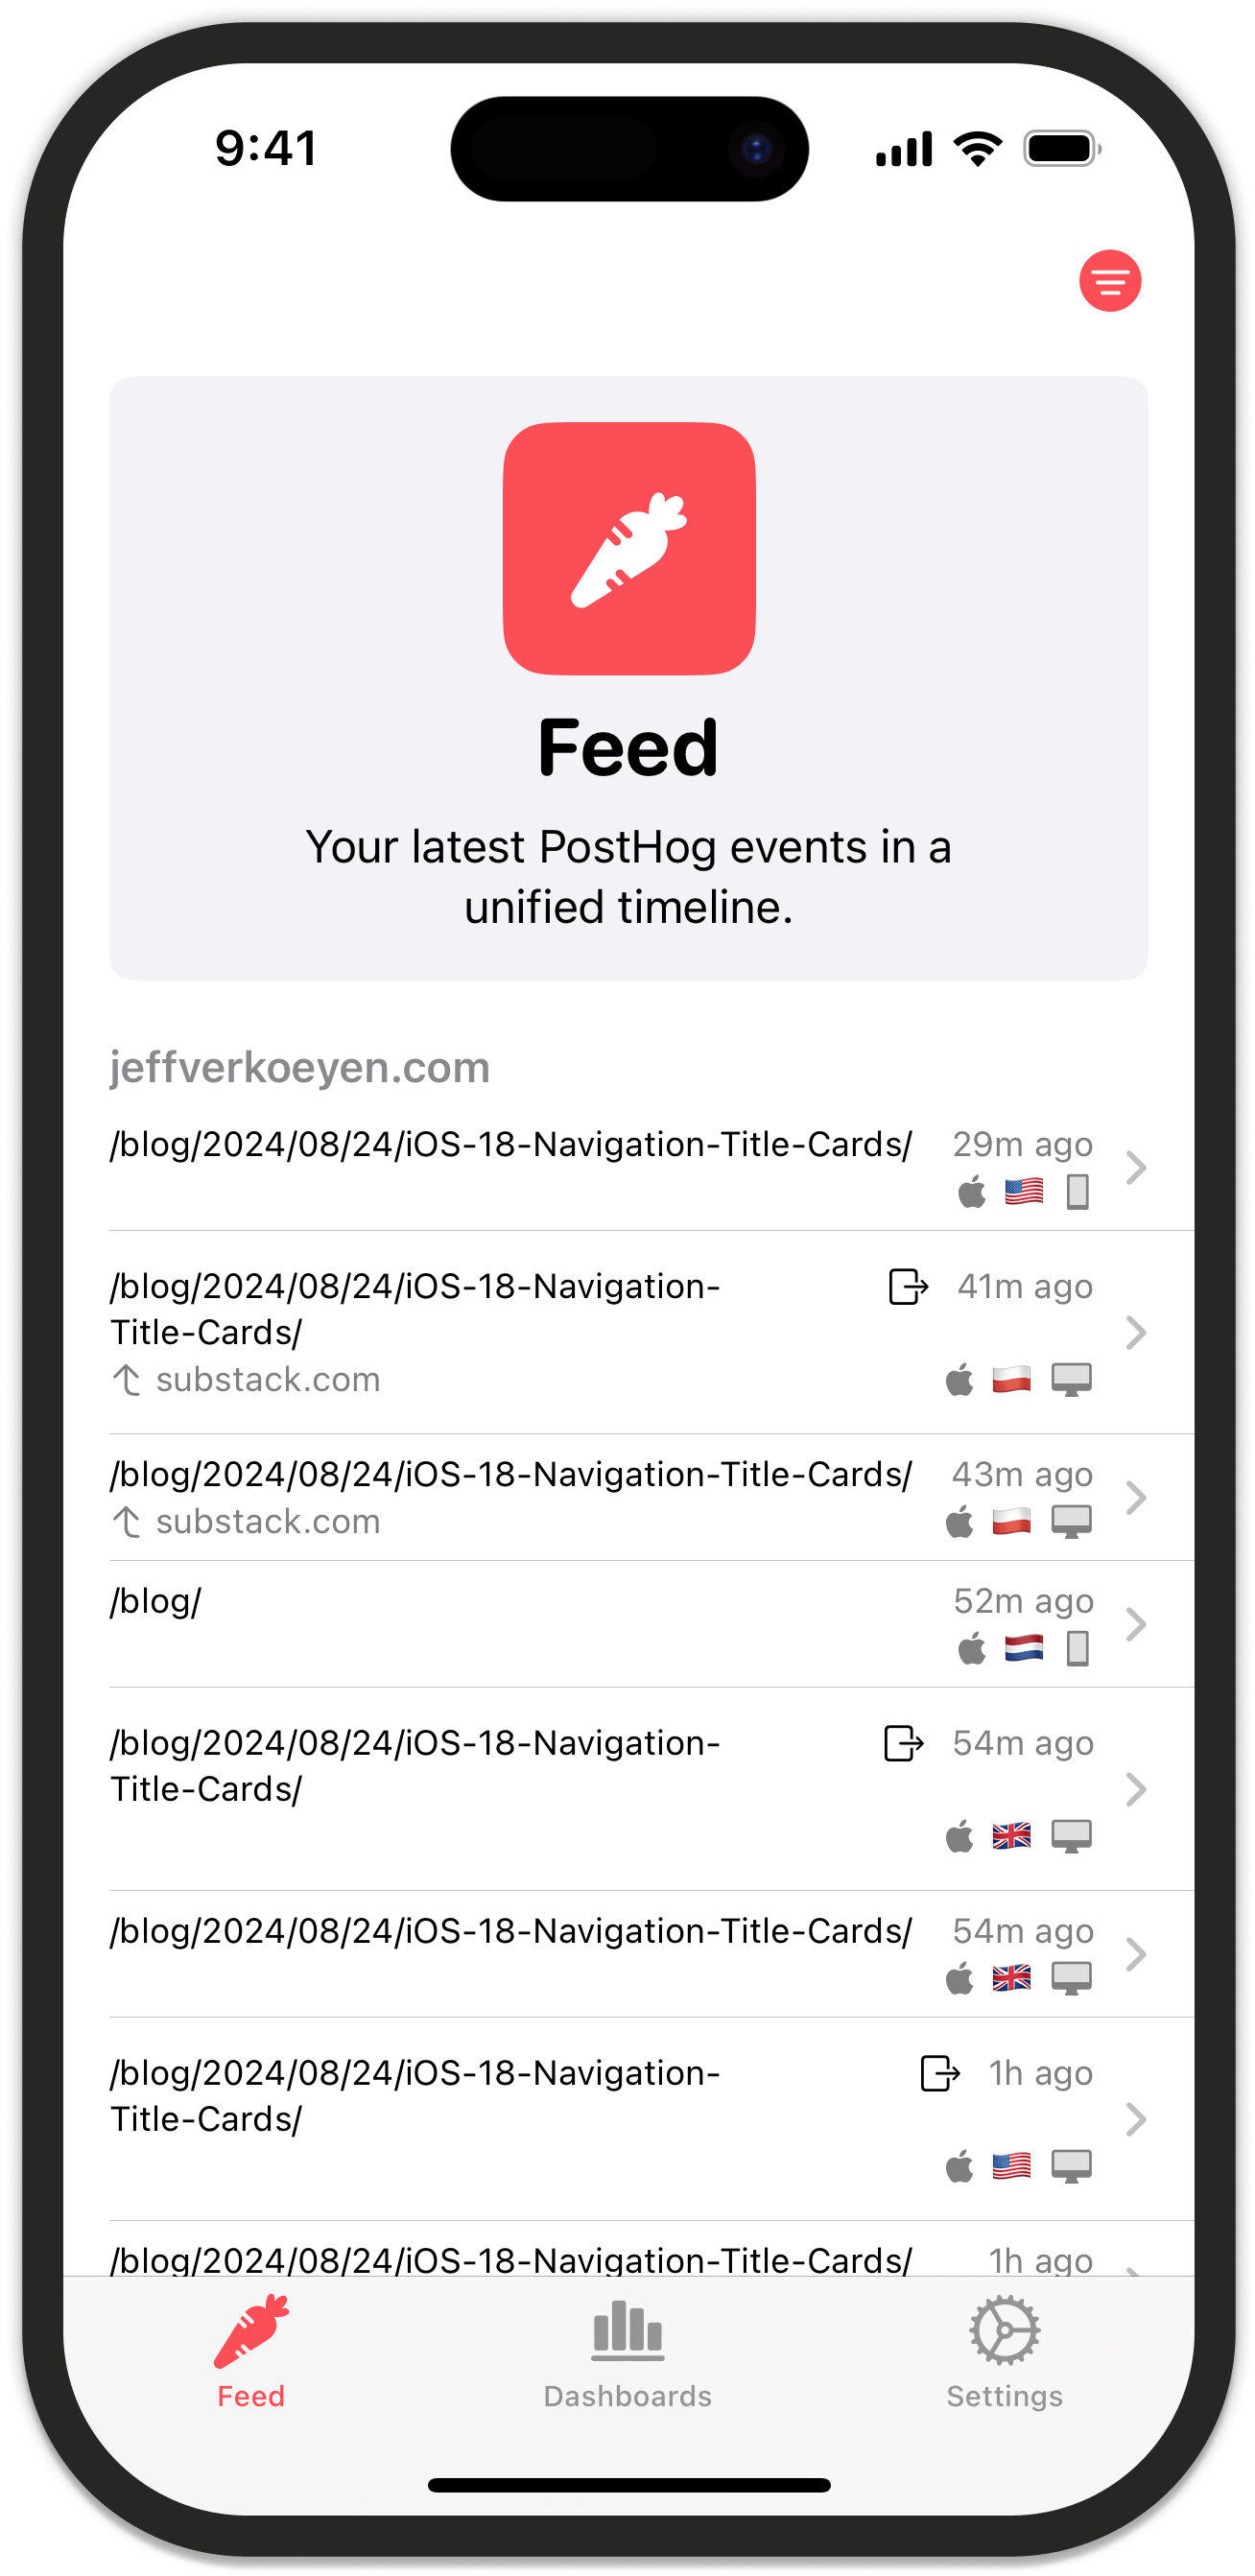 9:41
Feed
Your latest PostHog events in a
unified timeline.
jeffverkoeyen.com
/blog/2024/08/24/iOS-18-Navigation-Title-Cards/ 29m ago
/blog/2024/08/24/iOS-18-Navigation- 41m ago
Title-Cards/
substack.com
/blog/2024/08/24/iOS-18-Navigation-Title-Cards/ 43m ago
substack.com
/blog/ 52m ago
/blog/2024/08/24/iOS-18-Navigation- 54m ago
Title-Cards/
/blog/2024/08/24/iOS-18-Navigation-Title-Cards/ 54m ago
/blog/2024/08/24/iOS-18-Navigation- 1h ago
Title-Cards/
/blog/2024/08/24/iOS-18-Navigation-Title-Cards/ 1h ago
Feed Dashboards Settings